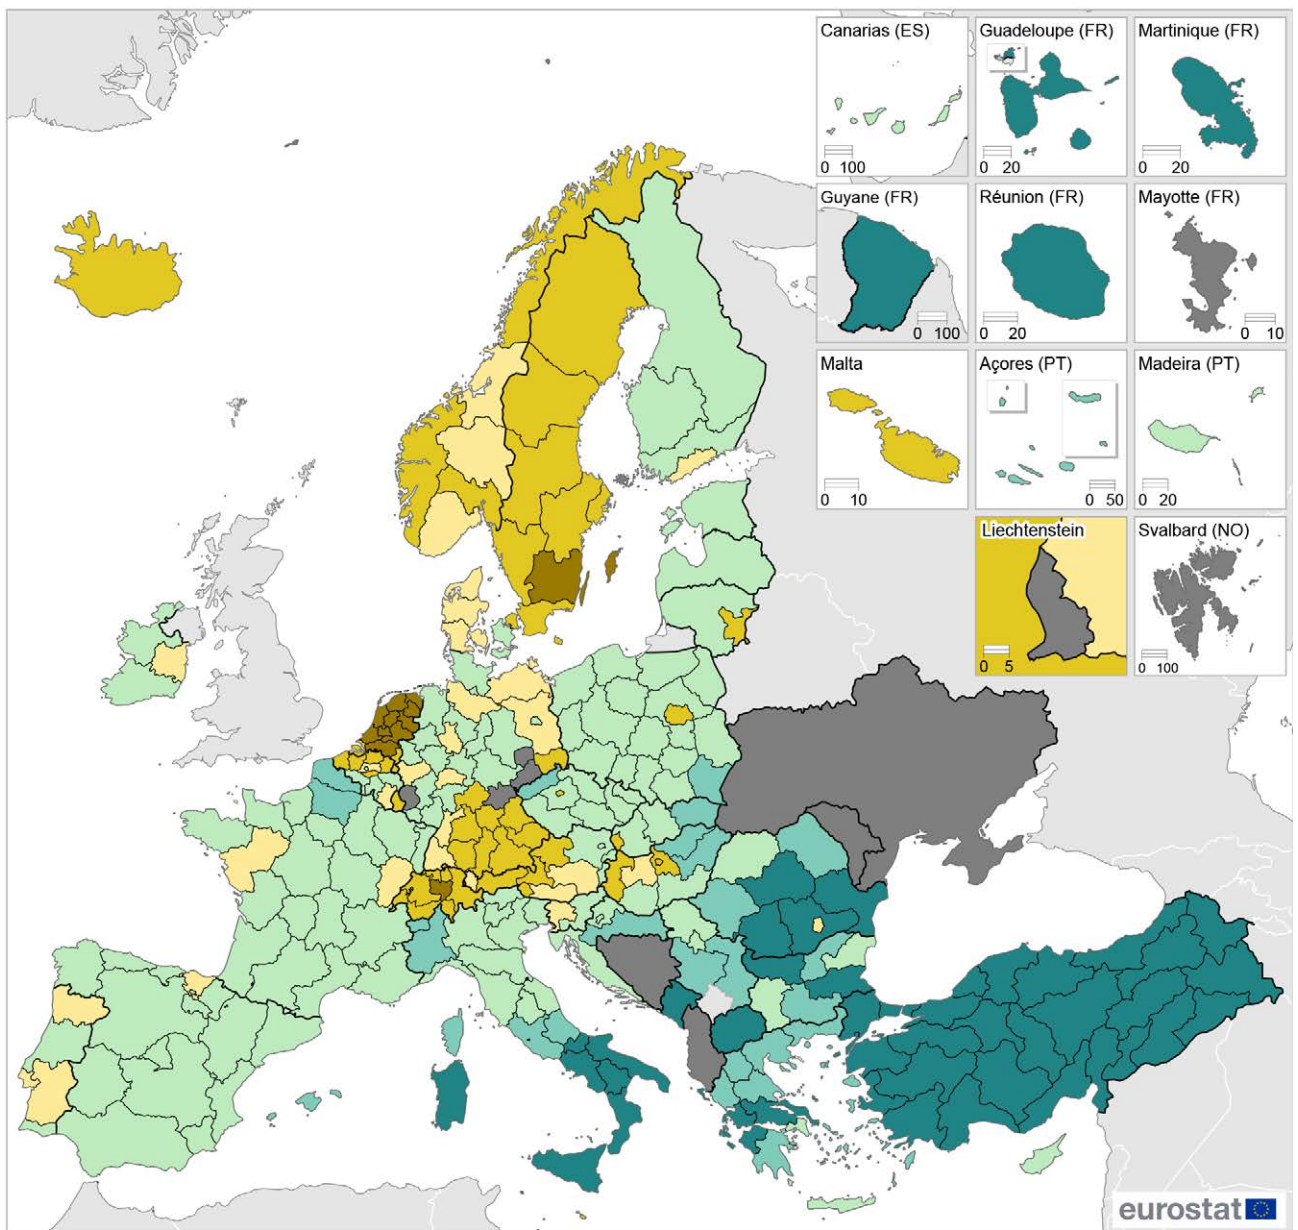 Canarias (ES)
0 100
Guadeloupe (FR)
0 20
Martinique (FR)
0 20
Guyane (FR)
0 100
Réunion (FR)
0 20
Mayotte (FR)
0 10
Malta
0 10
Açores (PT)
0 50
Madeira (PT)
0 20
Liechtenstein
0 5
Svalbard (NO)
0 100
eurostat